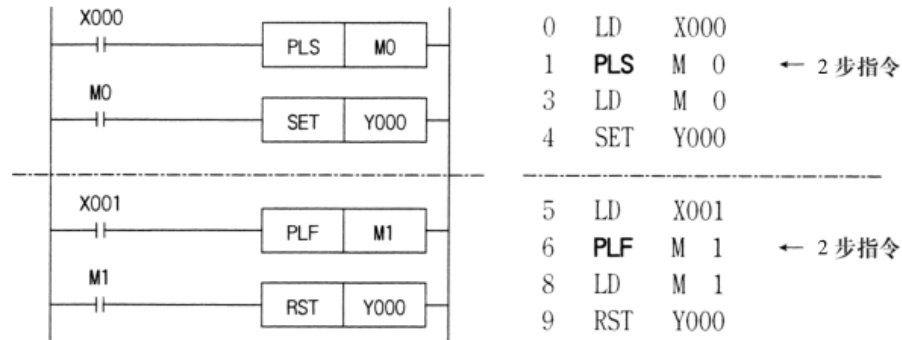 X000
PLS M0
M0
SET Y000
X001
PLF M1
M1
RST Y000
0 LD X000
1 PLS M 0 ← 2步指令
3 LD M 0
4 SET Y000
5 LD X001
6 PLF M 1 ← 2步指令
8 LD M 1
9 RST Y000